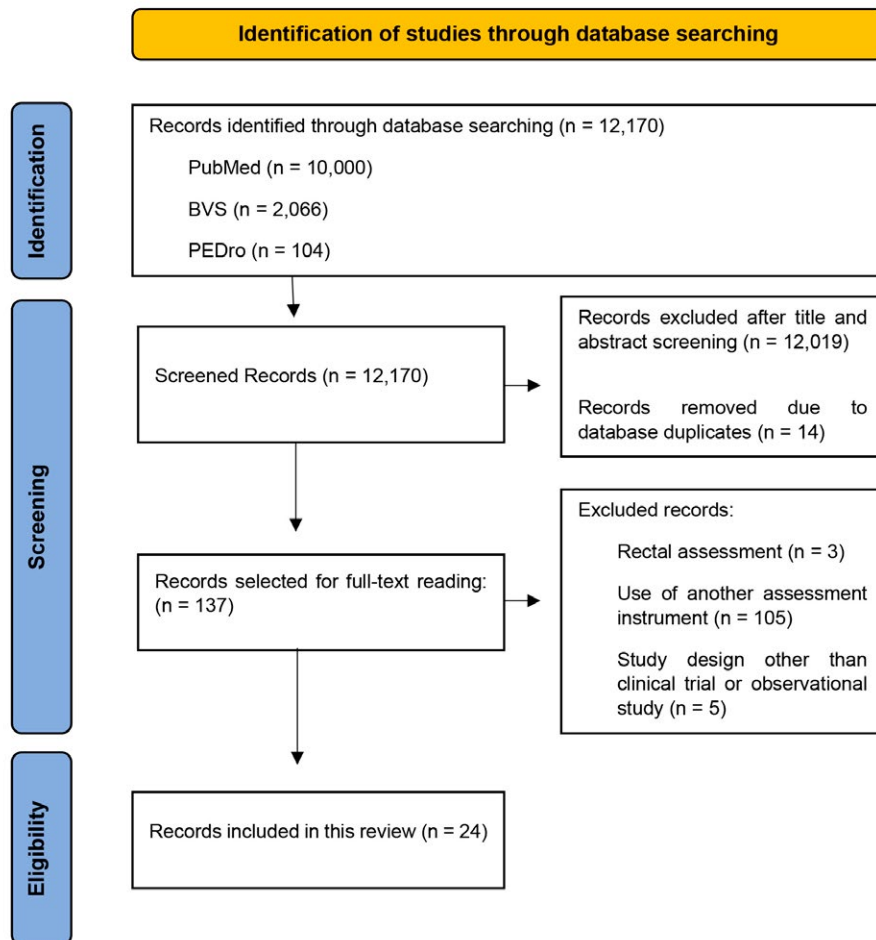 Identification of studies through database searching
Identification
Records identified through database searching (n = 12,170)
PubMed (n = 10,000)
BVS (n = 2,066)
PEDro (n = 104)
Screening
Screened Records (n = 12,170)
Records excluded after title and
abstract screening (n = 12,019)
Records removed due to
database duplicates (n = 14)
Records selected for full-text reading:
(n = 137)
Excluded records:
Rectal assessment (n = 3)
Use of another assessment
instrument (n = 105)
Study design other than
clinical trial or observational
study (n = 5)
Eligibility
Records included in this review (n = 24)